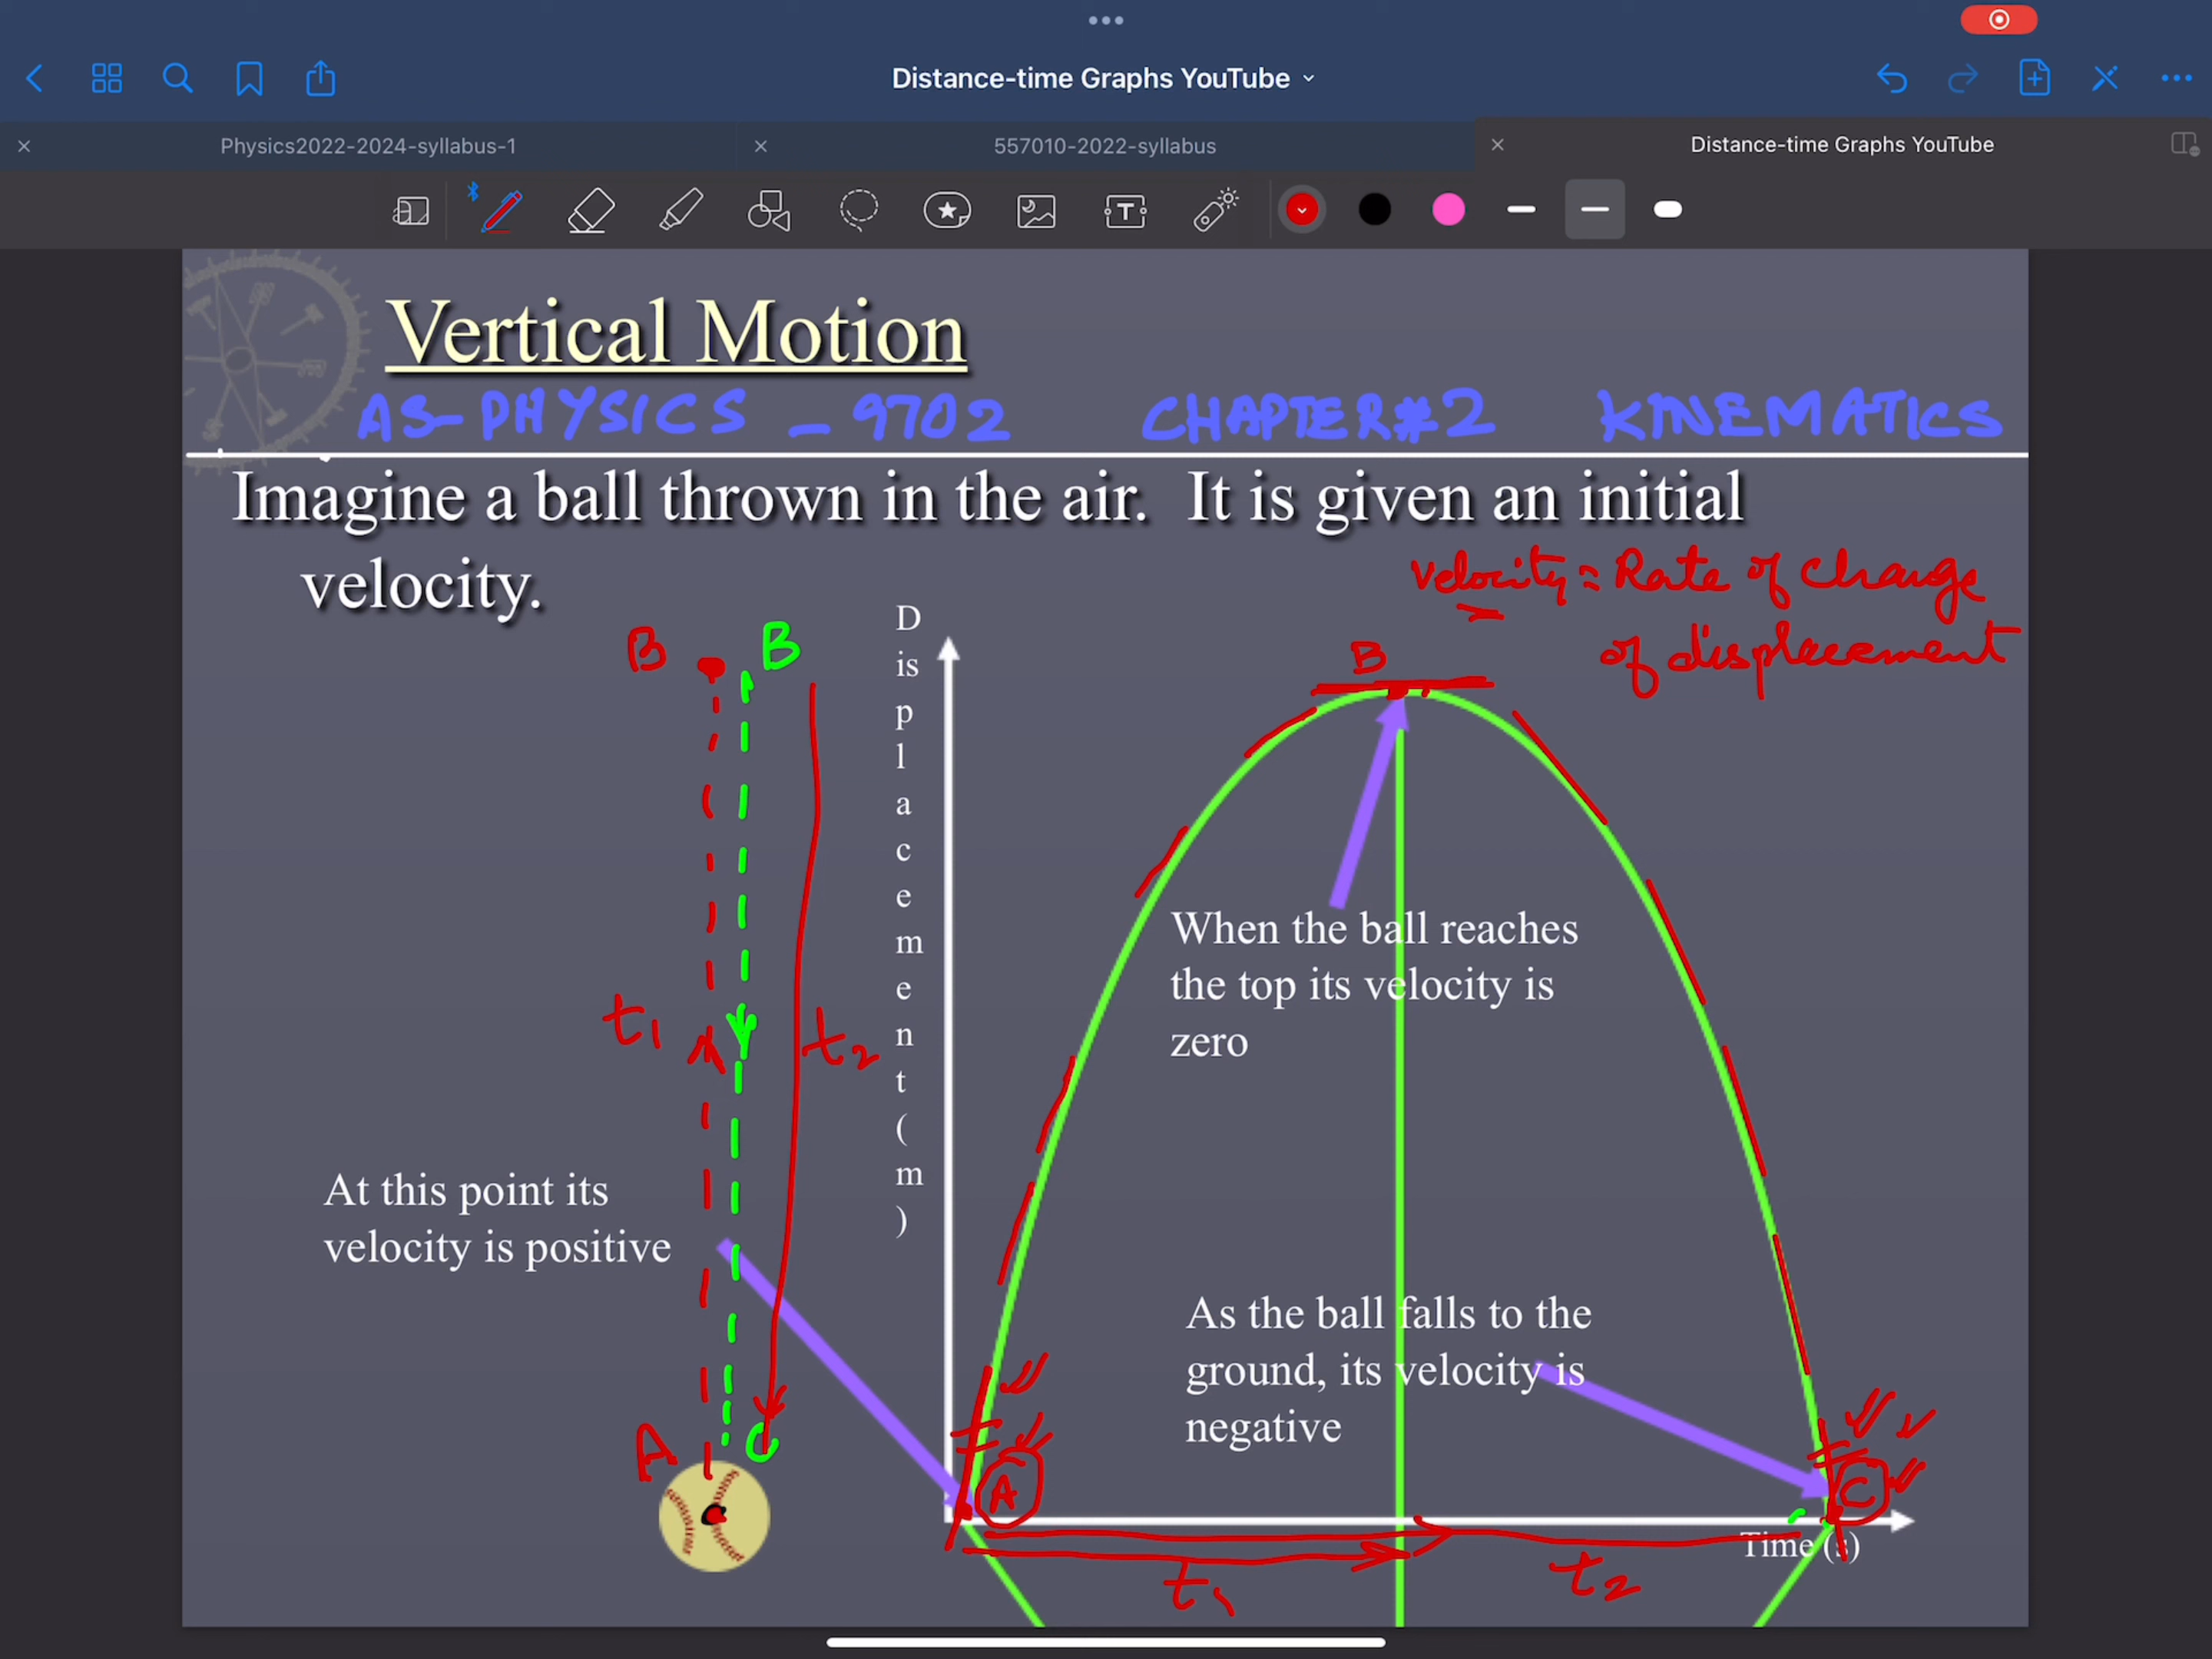 Distance-time Graphs YouTube
Physics2022-2024-syllabus-1
557010-2022-syllabus
Distance-time Graphs YouTube
Vertical Motion
AS-PHYSICS - 9702 CHAPTER#2 KINEMATICS
Imagine a ball thrown in the air. It is given an initial
velocity.
velocity = Rate of change
of displacement
B
B
B
D
is
p
l
a
c
e
m
e
n
t
(
m
)
When the ball reaches
the top its velocity is
zero
t1
t2
At this point its
velocity is positive
As the ball falls to the
ground, its velocity is
negative
A
C
A
C
Time (s)
t1
t2